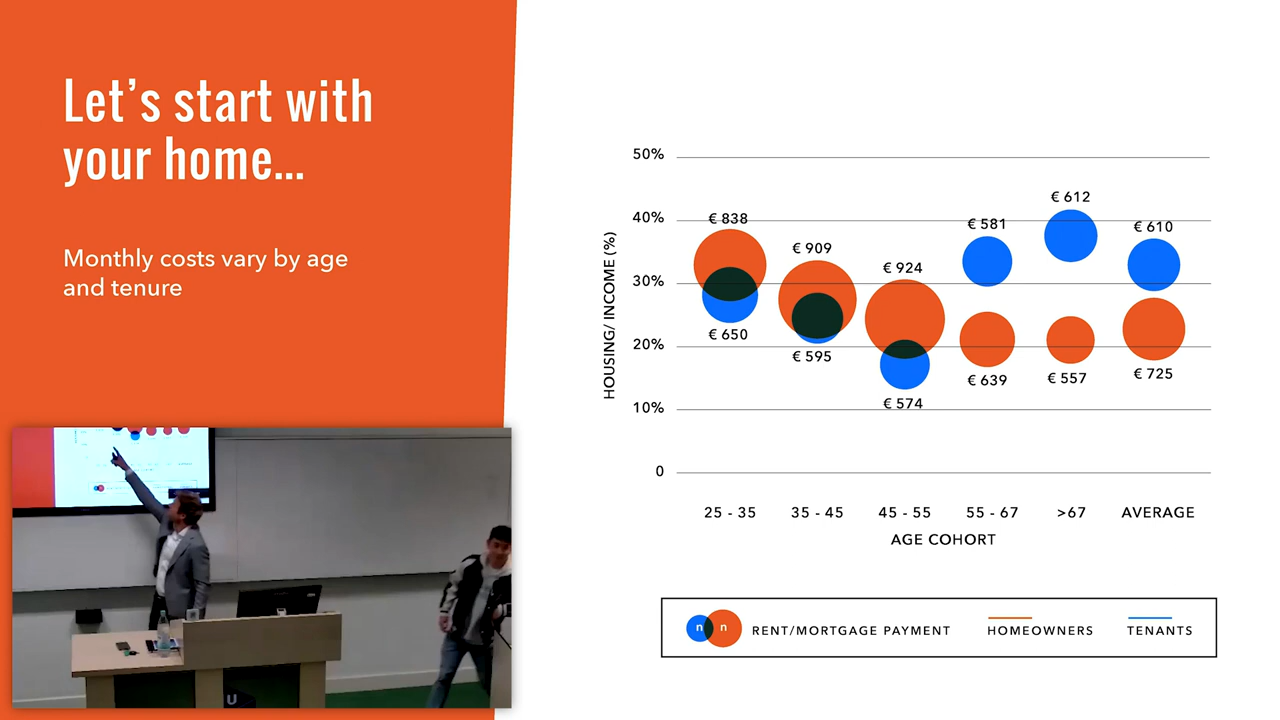 Let's start with
your home...
Monthly costs vary by age
and tenure
HOUSING/ INCOME (%)
50%
40%
30%
20%
10%
0
€ 838
€ 650
€ 909
€ 595
€ 924
€ 574
€ 581
€ 639
€ 612
€ 557
€ 610
€ 725
25 - 35
35 - 45
45 - 55
55 - 67
>67
AVERAGE
AGE COHORT
n n RENT/MORTGAGE PAYMENT
HOMEOWNERS
TENANTS
U